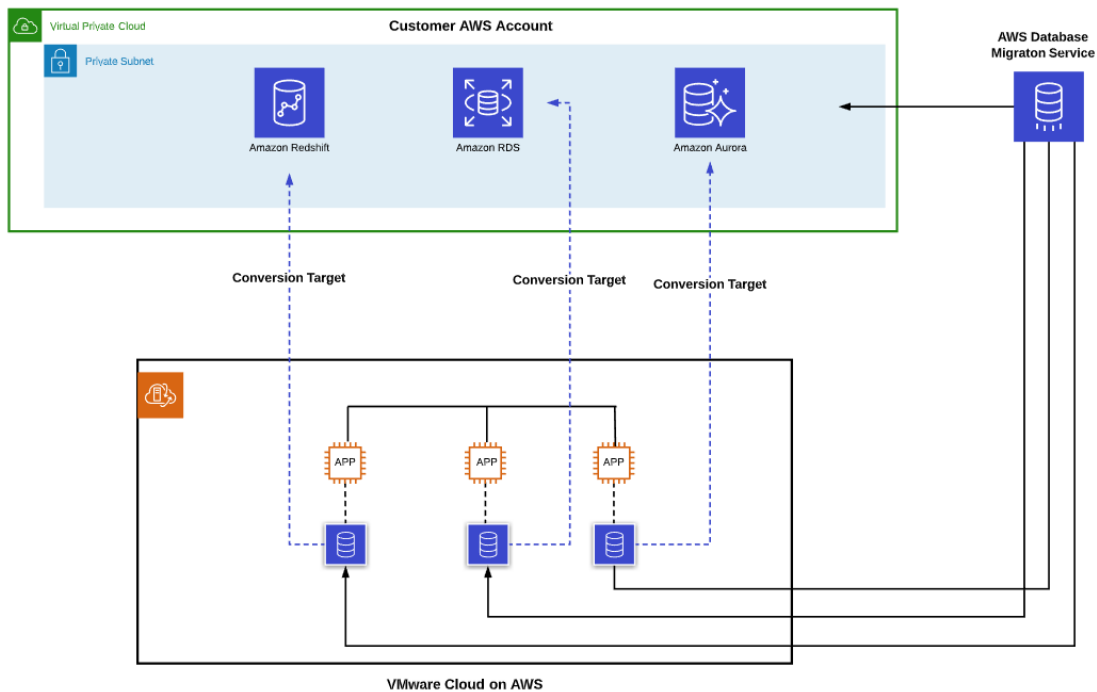 Virtual Private Cloud
Customer AWS Account
AWS Database
Migraton Service
Private Subnet
Amazon Redshift
Amazon RDS
Amazon Aurora
Conversion Target
Conversion Target
Conversion Target
APP
APP
APP
VMware Cloud on AWS